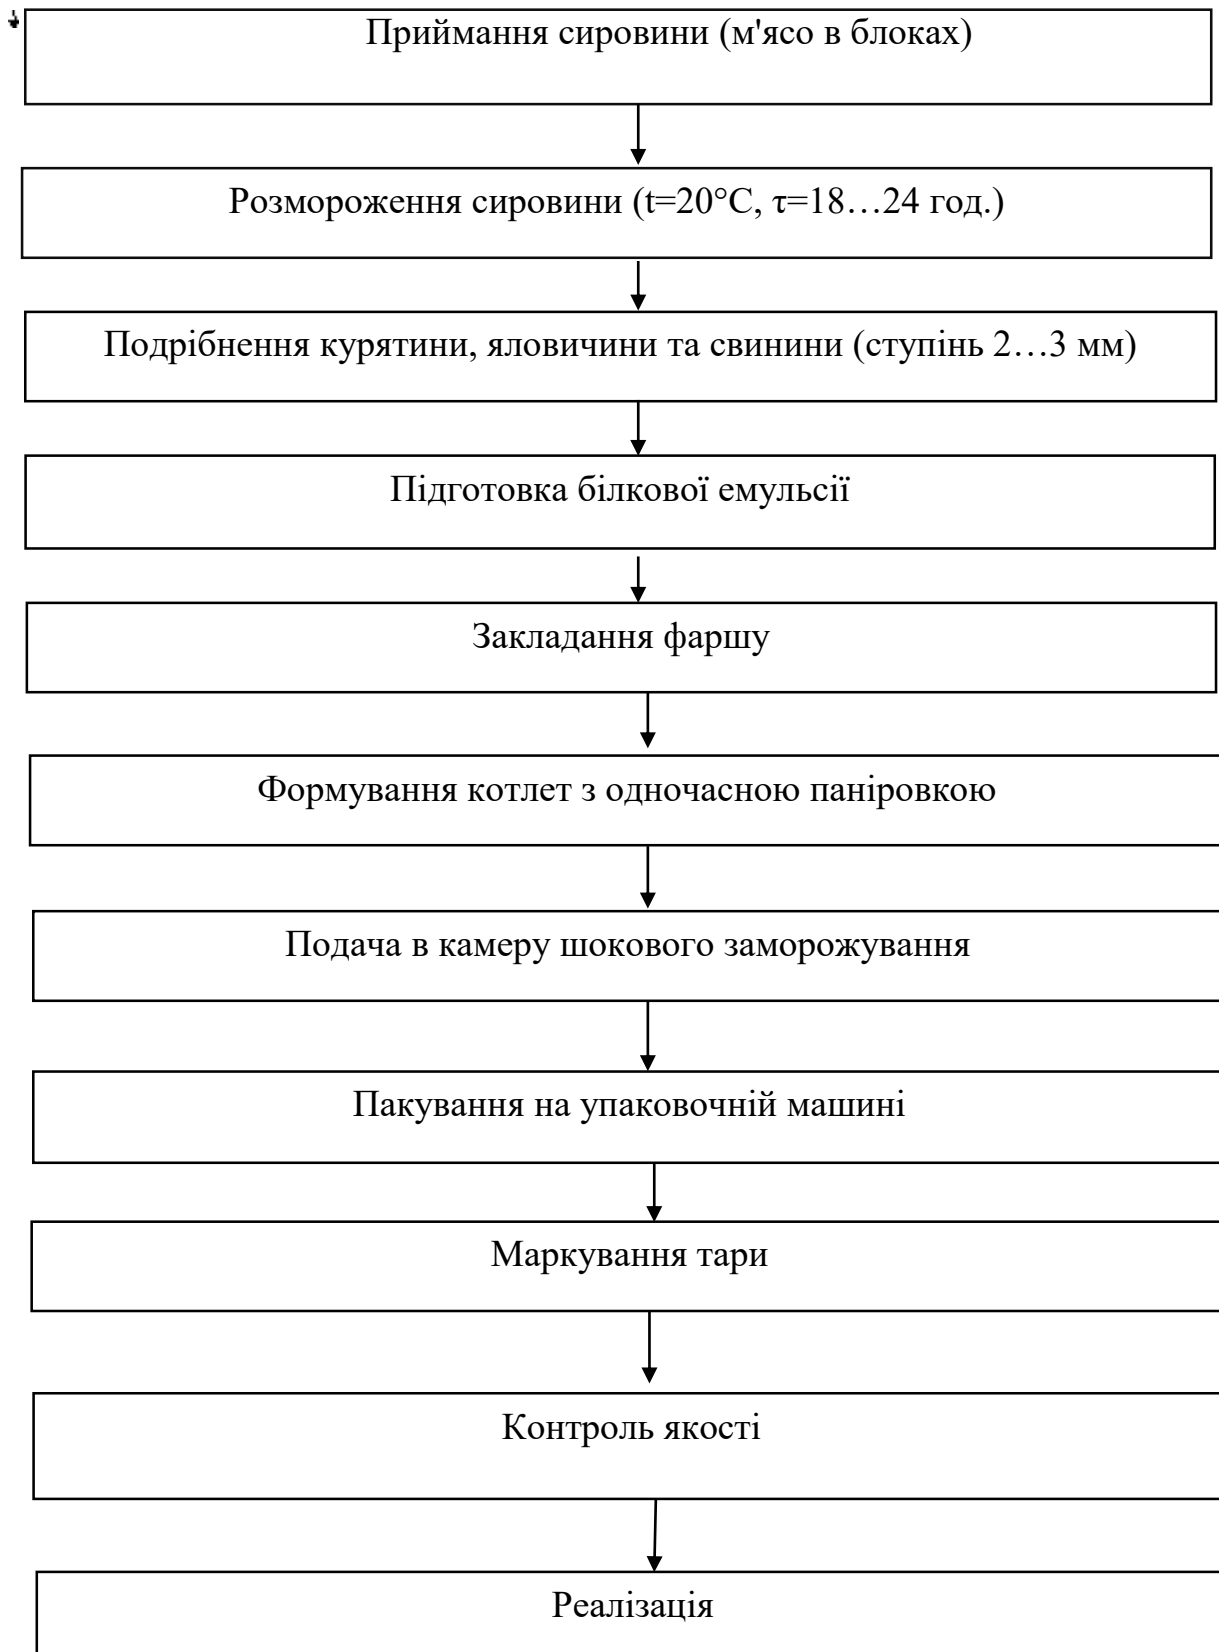 Приймання сировини (м'ясо в блоках)
Розмороження сировини (t=20°C, τ=18…24 год.)
Подрібнення курятини, яловичини та свинини (ступінь 2…3 мм)
Підготовка білкової емульсії
Закладання фаршу
Формування котлет з одночасною паніровкою
Подача в камеру шокового заморожування
Пакування на упаковочній машині
Маркування тари
Контроль якості
Реалізація